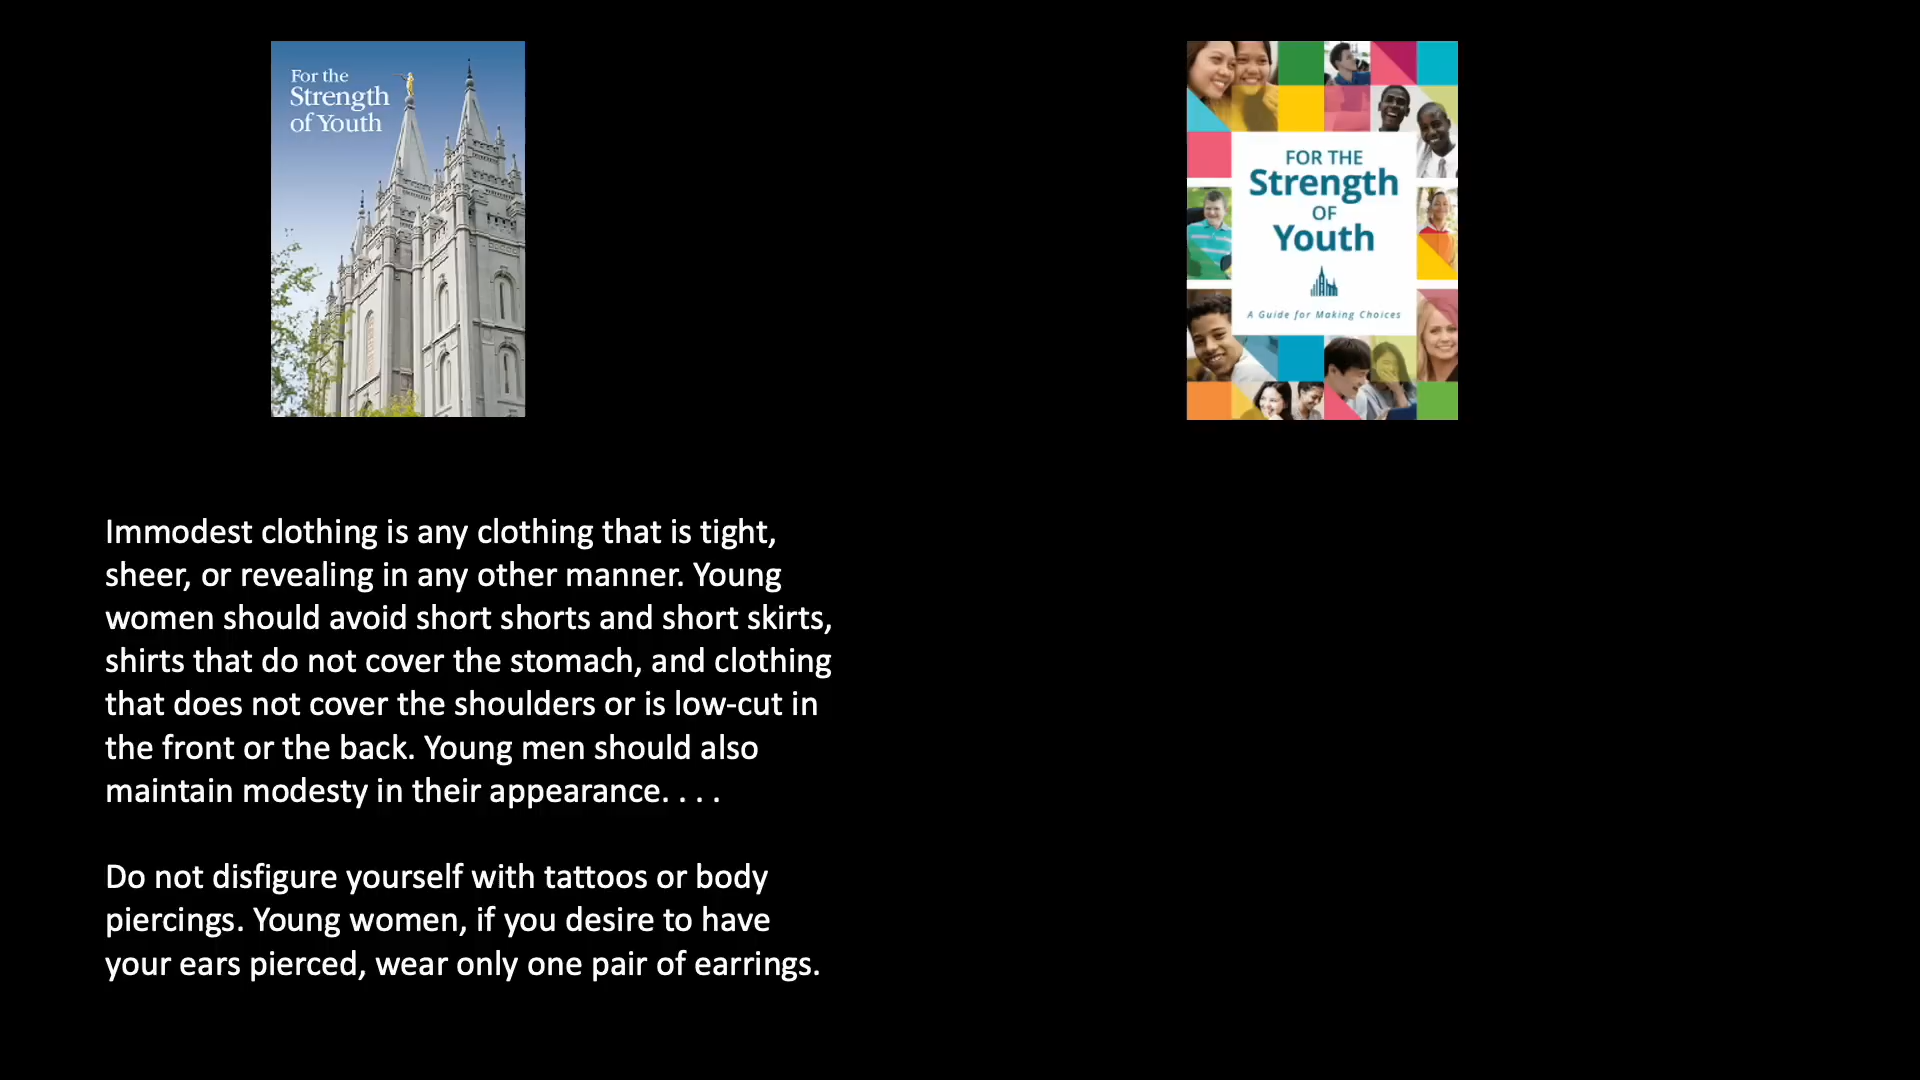 For the
Strength
of Youth
FOR THE
Strength
OF
Youth
A Guide for Making Choices
Immodest clothing is any clothing that is tight,
sheer, or revealing in any other manner. Young
women should avoid short shorts and short skirts,
shirts that do not cover the stomach, and clothing
that does not cover the shoulders or is low-cut in
the front or the back. Young men should also
maintain modesty in their appearance. . . .
Do not disfigure yourself with tattoos or body
piercings. Young women, if you desire to have
your ears pierced, wear only one pair of earrings.